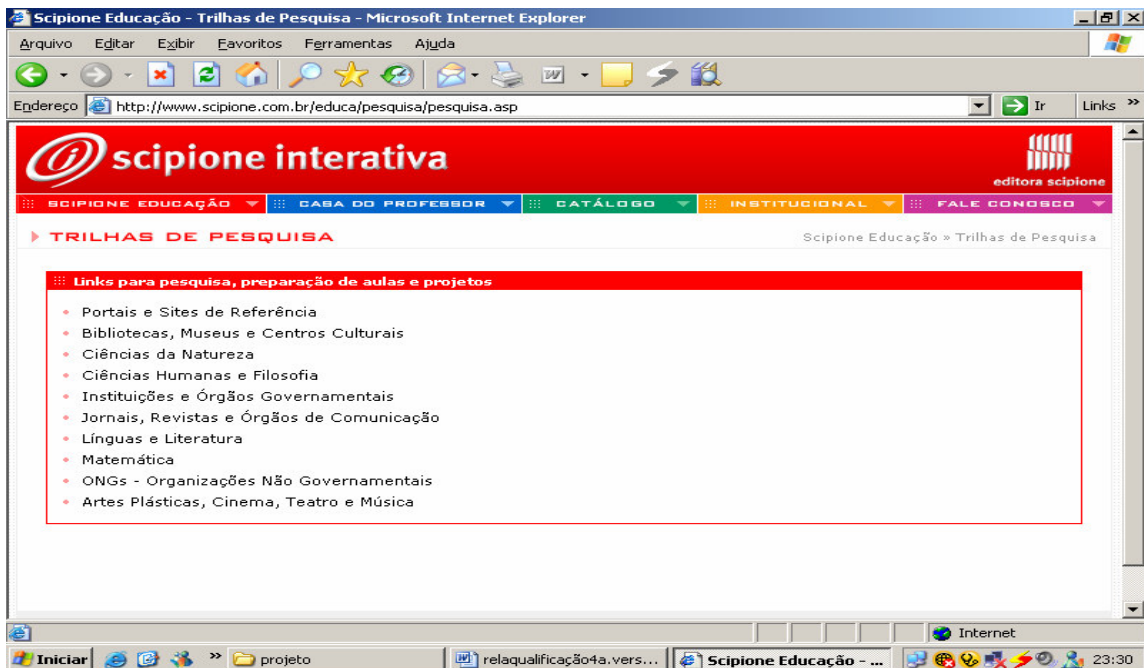 Scipione Educação - Trilhas de Pesquisa - Microsoft Internet Explorer
Arquivo Editar Exibir Favoritos Ferramentas Ajuda
Endereço http://www.scipione.com.br/educa/pesquisa/pesquisa.asp Ir Links »
scipione interativa
editora scipione
SCIPIONE EDUCAÇÃO CASA DO PROFESSOR CATÁLOGO INSTITUCIONAL FALE CONOSCO
TRILHAS DE PESQUISA Scipione Educação » Trilhas de Pesquisa
Links para pesquisa, preparação de aulas e projetos
Portais e Sites de Referência
Bibliotecas, Museus e Centros Culturais
Ciências da Natureza
Ciências Humanas e Filosofia
Instituições e Órgãos Governamentais
Jornais, Revistas e Órgãos de Comunicação
Línguas e Literatura
Matemática
ONGs - Organizações Não Governamentais
Artes Plásticas, Cinema, Teatro e Música
Internet
Iniciar » projeto relaqualificação4a.vers... Scipione Educação - ... 23:30